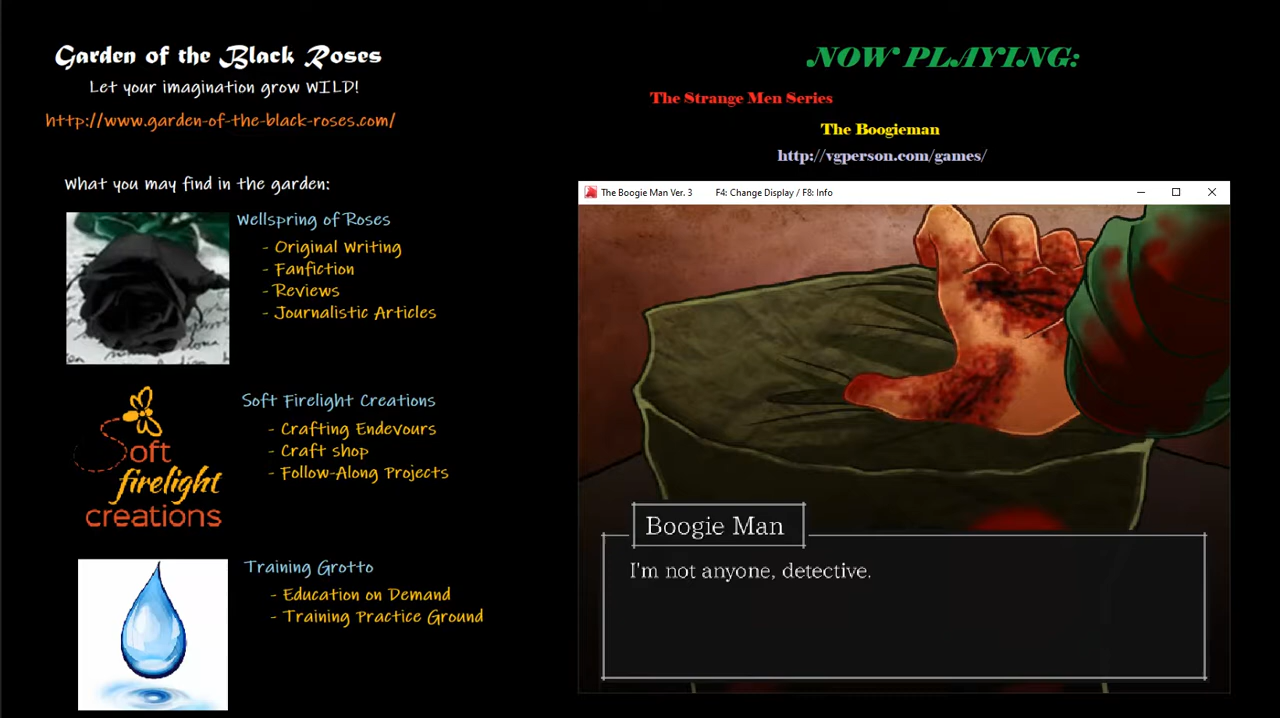 Garden of the Black Roses
Let your imagination grow WILD!
http://www.garden-of-the-black-roses.com/
What you may find in the garden:
Wellspring of Roses
- Original Writing
- Fanfiction
- Reviews
- Journalistic Articles
Soft
firelight
creations
Soft Firelight Creations
- Crafting Endevours
- Craft shop
- Follow-Along Projects
Training Grotto
- Education on Demand
- Training Practice Ground
NOW PLAYING:
The Strange Men Series
The Boogieman
http://vgperson.com/games/
The Boogie Man Ver. 3 F4: Change Display / F8: Info
Boogie Man
I'm not anyone, detective.